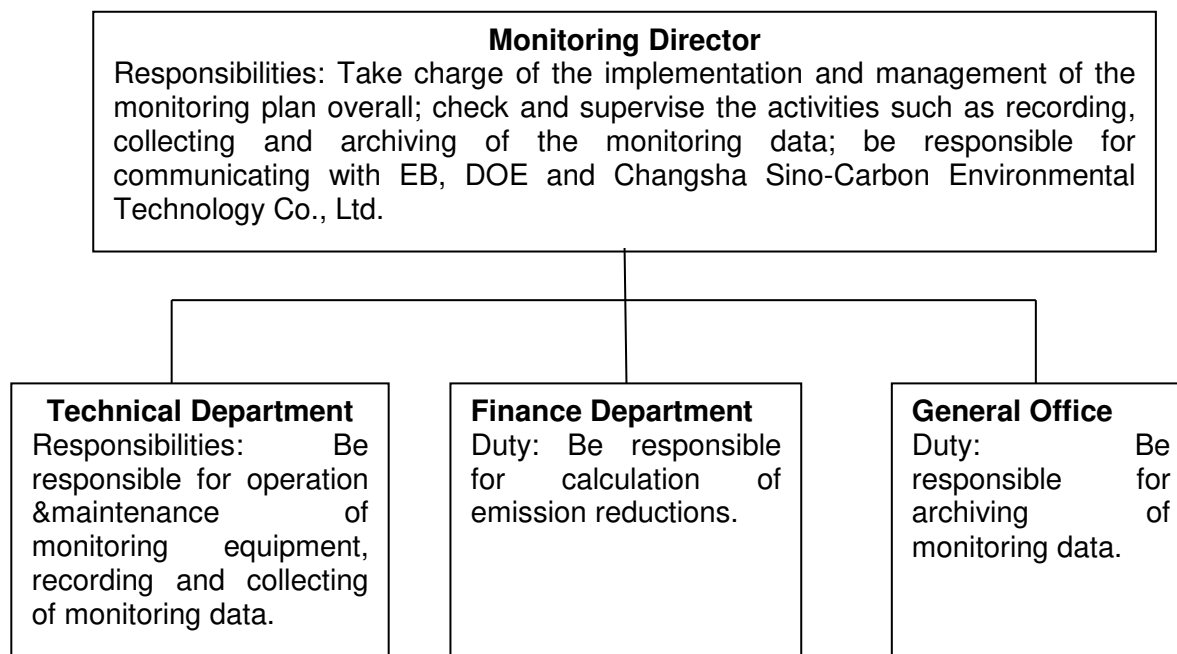 Monitoring Director
Responsibilities: Take charge of the implementation and management of the
monitoring plan overall; check and supervise the activities such as recording,
collecting and archiving of the monitoring data; be responsible for
communicating with EB, DOE and Changsha Sino-Carbon Environmental
Technology Co., Ltd.
Technical Department
Responsibilities: Be
responsible for operation
&maintenance of
monitoring equipment,
recording and collecting
of monitoring data.
Finance Department
Duty: Be responsible
for calculation of
emission reductions.
General Office
Duty: Be
responsible for
archiving of
monitoring data.